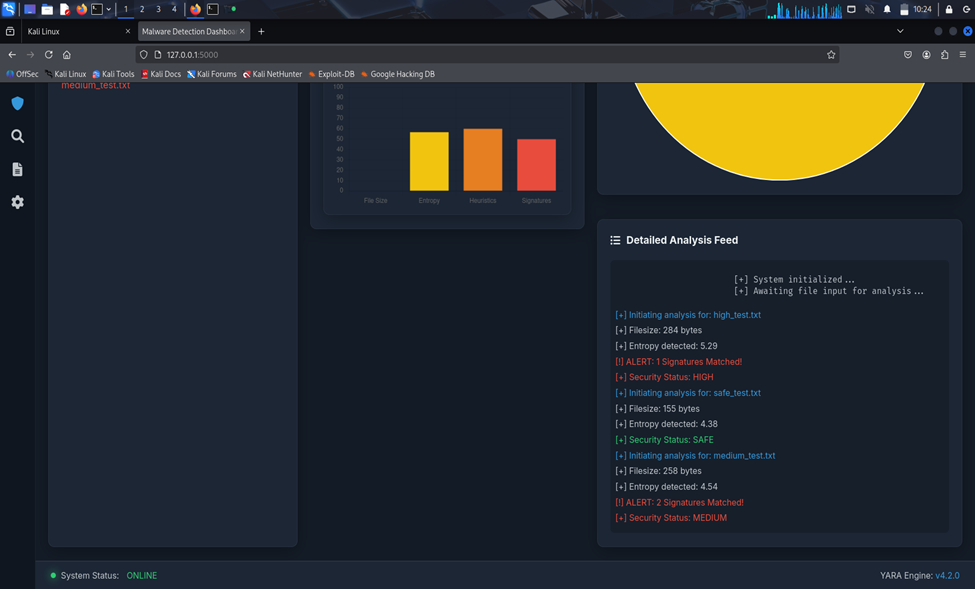 1 2 3 4 10:24
Kali Linux × Malware Detection Dashboa × +
127.0.0.1:5000
OffSec Kali Linux Kali Tools Kali Docs Kali Forums Kali NetHunter Exploit-DB Google Hacking DB
medium_test.txt
100
90
80
70
60
50
40
30
20
10
0
File Size Entropy Heuristics Signatures
Detailed Analysis Feed
[+] System initialized...
[+] Awaiting file input for analysis...
[+] Initiating analysis for: high_test.txt
[+] Filesize: 284 bytes
[+] Entropy detected: 5.29
[!] ALERT: 1 Signatures Matched!
[+] Security Status: HIGH
[+] Initiating analysis for: safe_test.txt
[+] Filesize: 155 bytes
[+] Entropy detected: 4.38
[+] Security Status: SAFE
[+] Initiating analysis for: medium_test.txt
[+] Filesize: 258 bytes
[+] Entropy detected: 4.54
[!] ALERT: 2 Signatures Matched!
[+] Security Status: MEDIUM
System Status: ONLINE
YARA Engine: v4.2.0